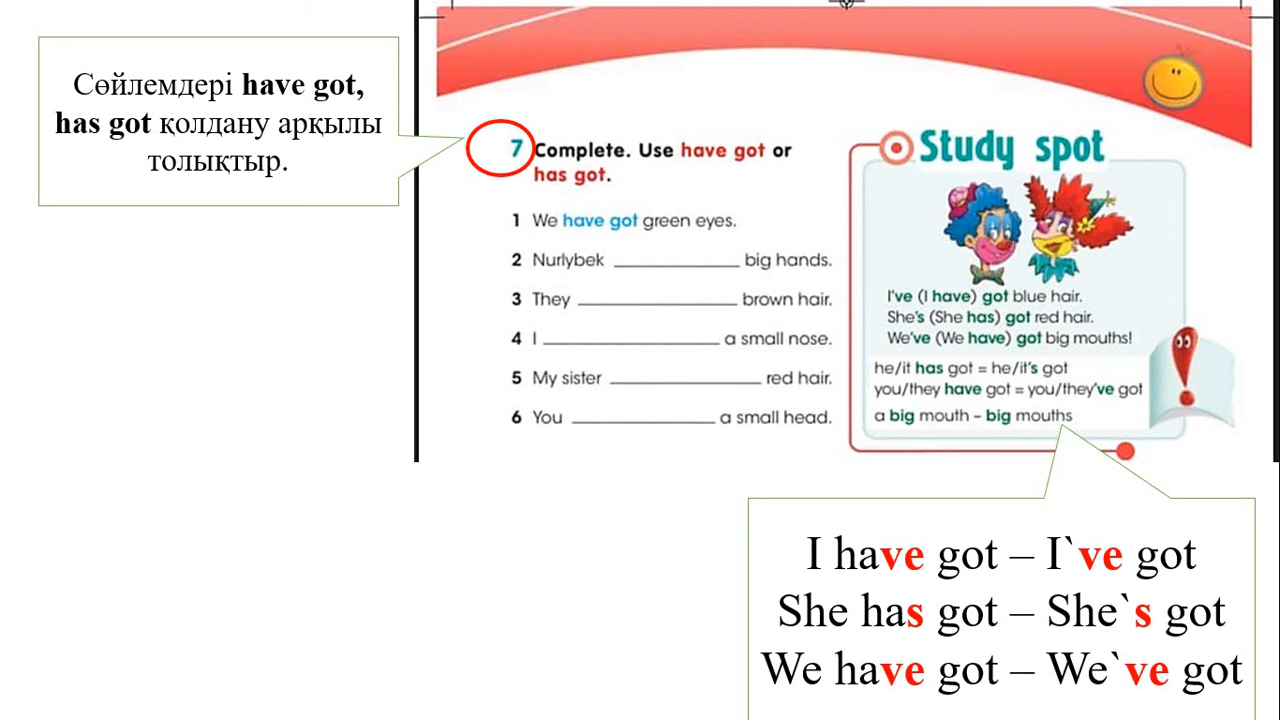 Сөйлемдері have got,
has got қолдану арқылы
толықтыр.
7 Complete. Use have got or
has got.
1 We have got green eyes.
2 Nurlybek ____________ big hands.
3 They ____________ brown hair.
4 I ____________ a small nose.
5 My sister ____________ red hair.
6 You ____________ a small head.
Study spot
I've (I have) got blue hair.
She's (She has) got red hair.
We've (We have) got big mouths!
he/it has got = he/it's got
you/they have got = you/they've got
a big mouth – big mouths
I have got – I`ve got
She has got – She`s got
We have got – We`ve got